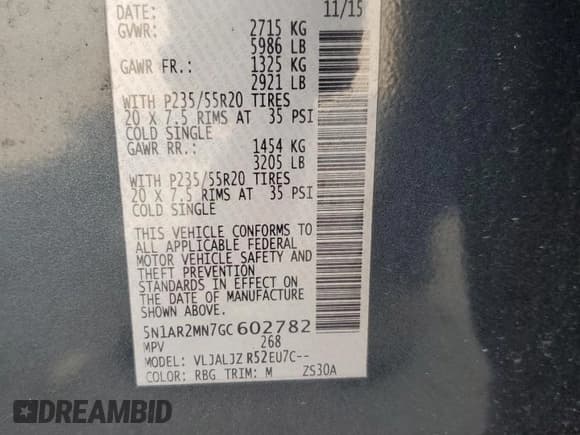 DATE: 11/15
GVWR: 2715 KG
5986 LB
GAWR FR.: 1325 KG
2921 LB
WITH P235/55R20 TIRES
20 X 7.5 RIMS AT 35 PSI
COLD SINGLE
GAWR RR.: 1454 KG
3205 LB
WITH P235/55R20 TIRES
20 X 7.5 RIMS AT 35 PSI
COLD SINGLE
THIS VEHICLE CONFORMS TO
ALL APPLICABLE FEDERAL
MOTOR VEHICLE SAFETY AND
THEFT PREVENTION
STANDARDS IN EFFECT ON
THE DATE OF MANUFACTURE
SHOWN ABOVE.
5N1AR2MN7GC602782
MPV 268
MODEL: VLJALJZ R52EU7C--
COLOR: RBG TRIM: M ZS30A
DREAMBID